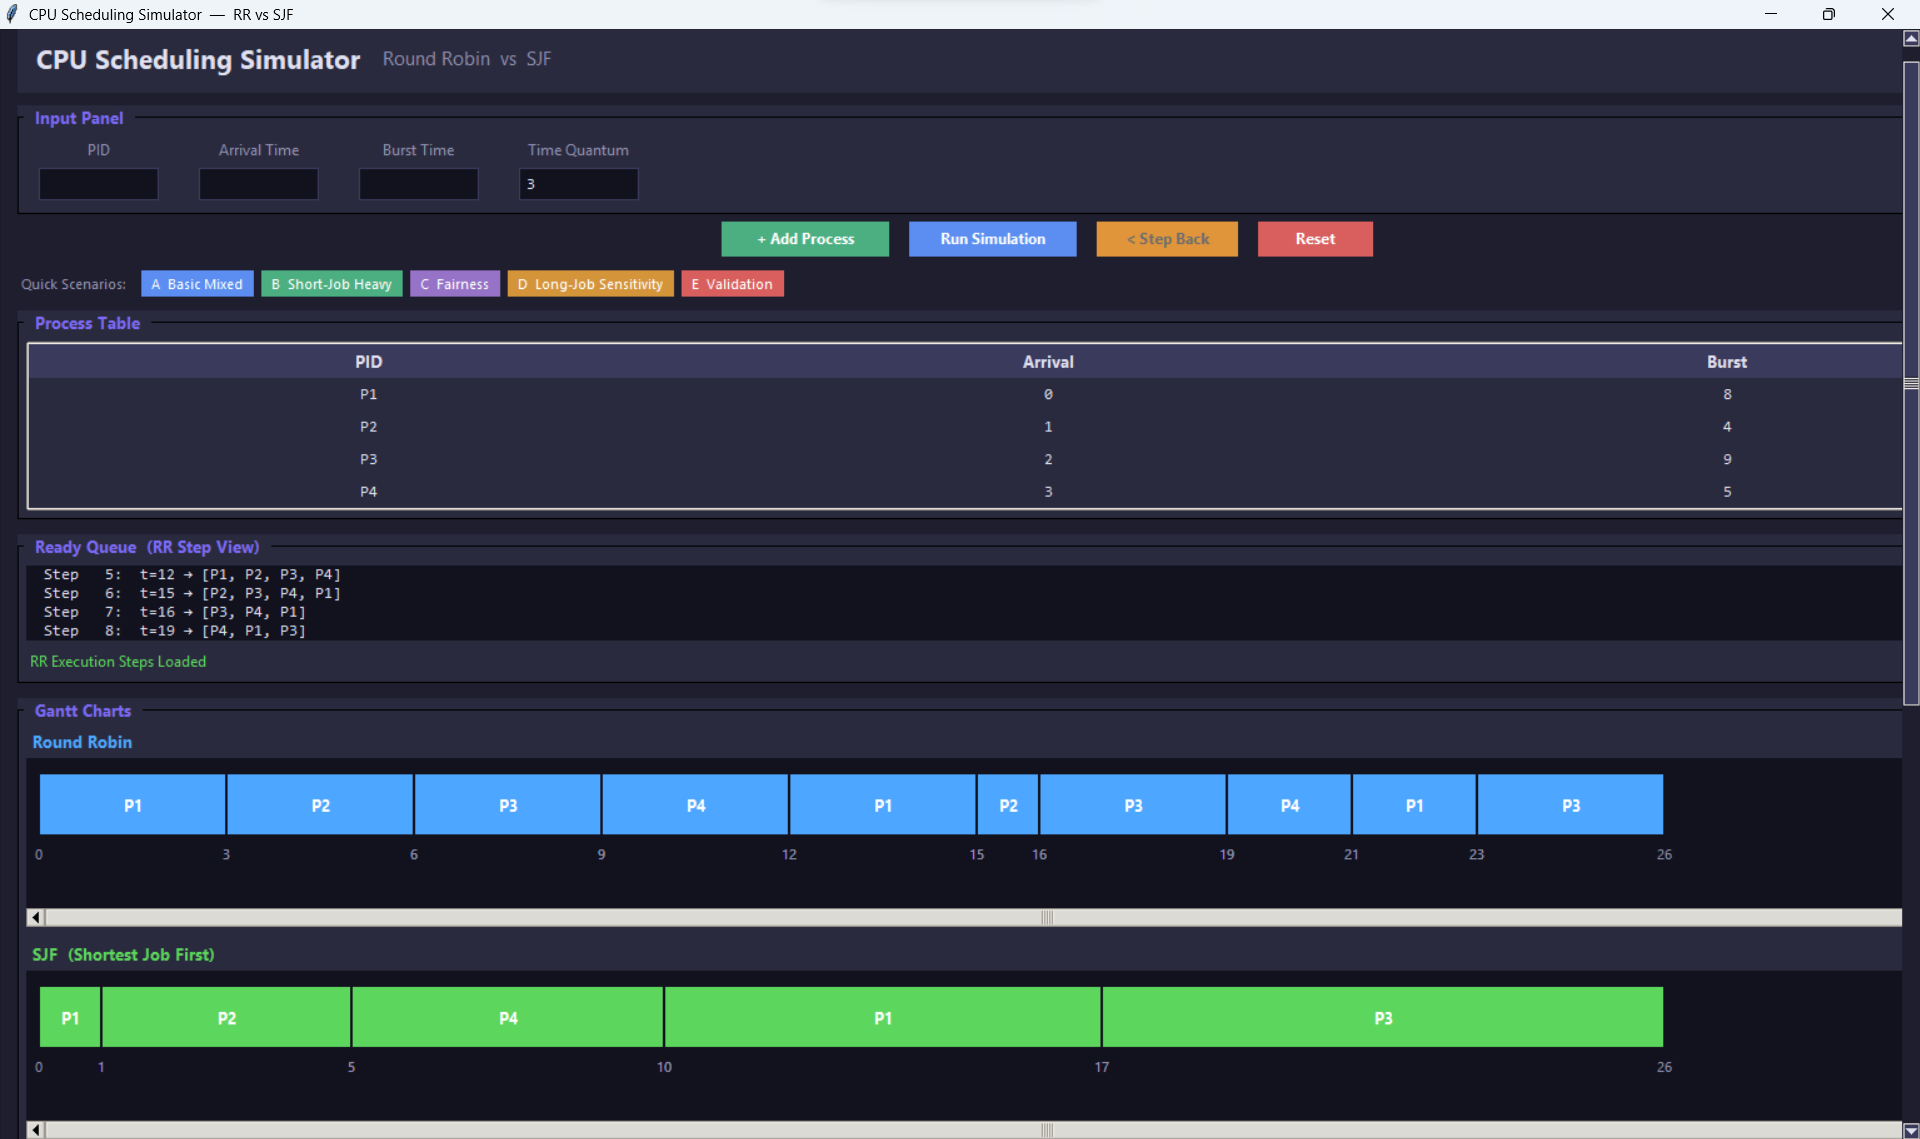 CPU Scheduling Simulator — RR vs SJF
CPU Scheduling Simulator Round Robin vs SJF
Input Panel
PID Arrival Time Burst Time Time Quantum
3
+ Add Process Run Simulation < Step Back Reset
Quick Scenarios: A Basic Mixed B Short-Job Heavy C Fairness D Long-Job Sensitivity E Validation
Process Table
PID Arrival Burst
P1 0 8
P2 1 4
P3 2 9
P4 3 5
Ready Queue (RR Step View)
Step 5: t=12 → [P1, P2, P3, P4]
Step 6: t=15 → [P2, P3, P4, P1]
Step 7: t=16 → [P3, P4, P1]
Step 8: t=19 → [P4, P1, P3]
RR Execution Steps Loaded
Gantt Charts
Round Robin
P1 P2 P3 P4 P1 P2 P3 P4 P1 P3
0 3 6 9 12 15 16 19 21 23 26
SJF (Shortest Job First)
P1 P2 P4 P1 P3
0 1 5 10 17 26